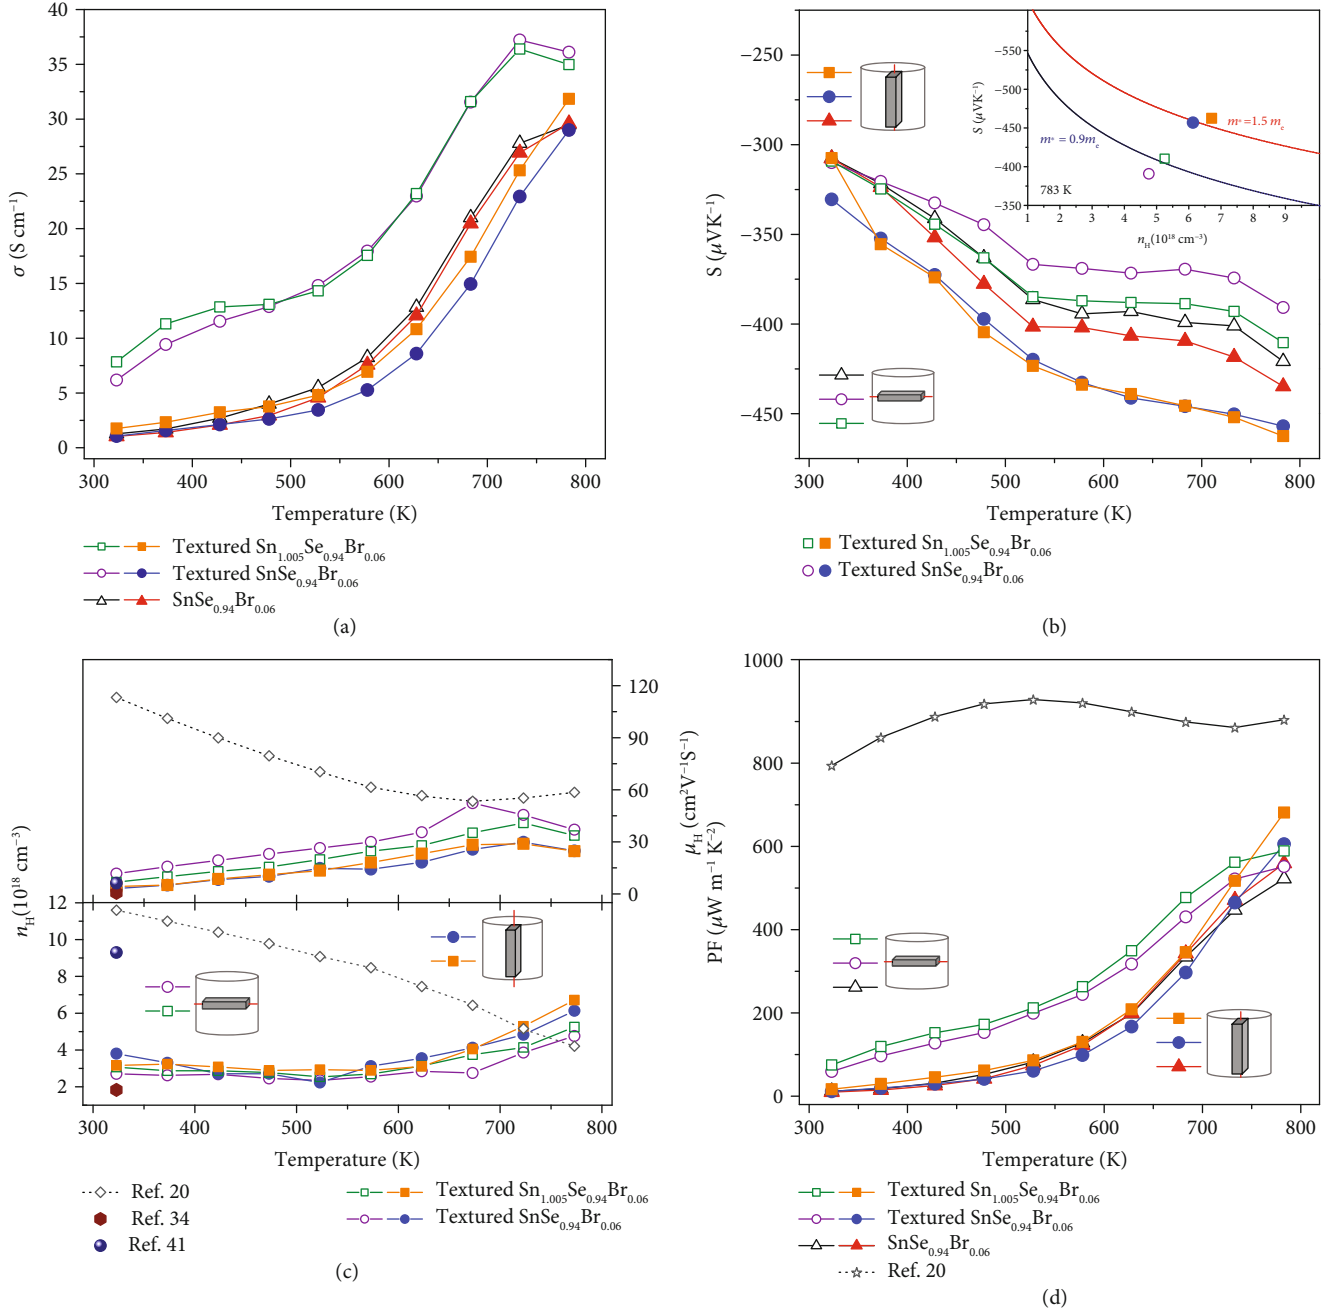 40
35
30
25
20
15
10
5
0
σ (S cm⁻¹)
300 400 500 600 700 800
Temperature (K)
Textured Sn₁.₀₀₅Se₀.₉₄Br₀.₀₆
Textured SnSe₀.₉₄Br₀.₀₆
SnSe₀.₉₄Br₀.₀₆
(a)
−250
−300
−350
−400
−450
S (μVK⁻¹)
−550
−500
−450
−400
−350
S (μVK⁻¹)
m* =1.5 mₑ
m* = 0.9mₑ
783 K
1 2 3 4 5 6 7 8 9
n_H(10¹⁸ cm⁻³)
300 400 500 600 700 800
Temperature (K)
Textured Sn₁.₀₀₅Se₀.₉₄Br₀.₀₆
Textured SnSe₀.₉₄Br₀.₀₆
(b)
120
90
60
30
0
μ_H (cm²V⁻¹S⁻¹)
12
10
8
6
4
2
n_H(10¹⁸ cm⁻³)
300 400 500 600 700 800
Temperature (K)
Ref. 20
Ref. 34
Ref. 41
Textured Sn₁.₀₀₅Se₀.₉₄Br₀.₀₆
Textured SnSe₀.₉₄Br₀.₀₆
(c)
1000
800
600
400
200
0
PF (μW m⁻¹ K⁻²)
300 400 500 600 700 800
Temperature (K)
Textured Sn₁.₀₀₅Se₀.₉₄Br₀.₀₆
Textured SnSe₀.₉₄Br₀.₀₆
SnSe₀.₉₄Br₀.₀₆
Ref. 20
(d)